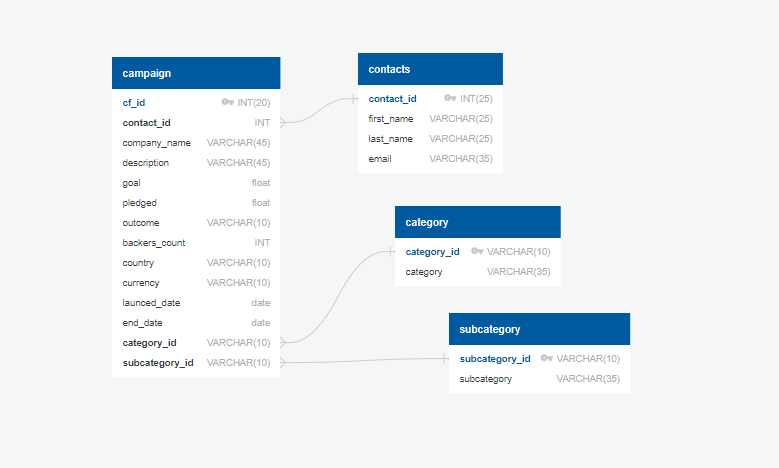 campaign
cf_id INT(20)
contact_id INT
company_name VARCHAR(45)
description VARCHAR(45)
goal float
pledged float
outcome VARCHAR(10)
backers_count INT
country VARCHAR(10)
currency VARCHAR(10)
launced_date date
end_date date
category_id VARCHAR(10)
subcategory_id VARCHAR(10)
contacts
contact_id INT(25)
first_name VARCHAR(25)
last_name VARCHAR(25)
email VARCHAR(35)
category
category_id VARCHAR(10)
category VARCHAR(35)
subcategory
subcategory_id VARCHAR(10)
subcategory VARCHAR(35)